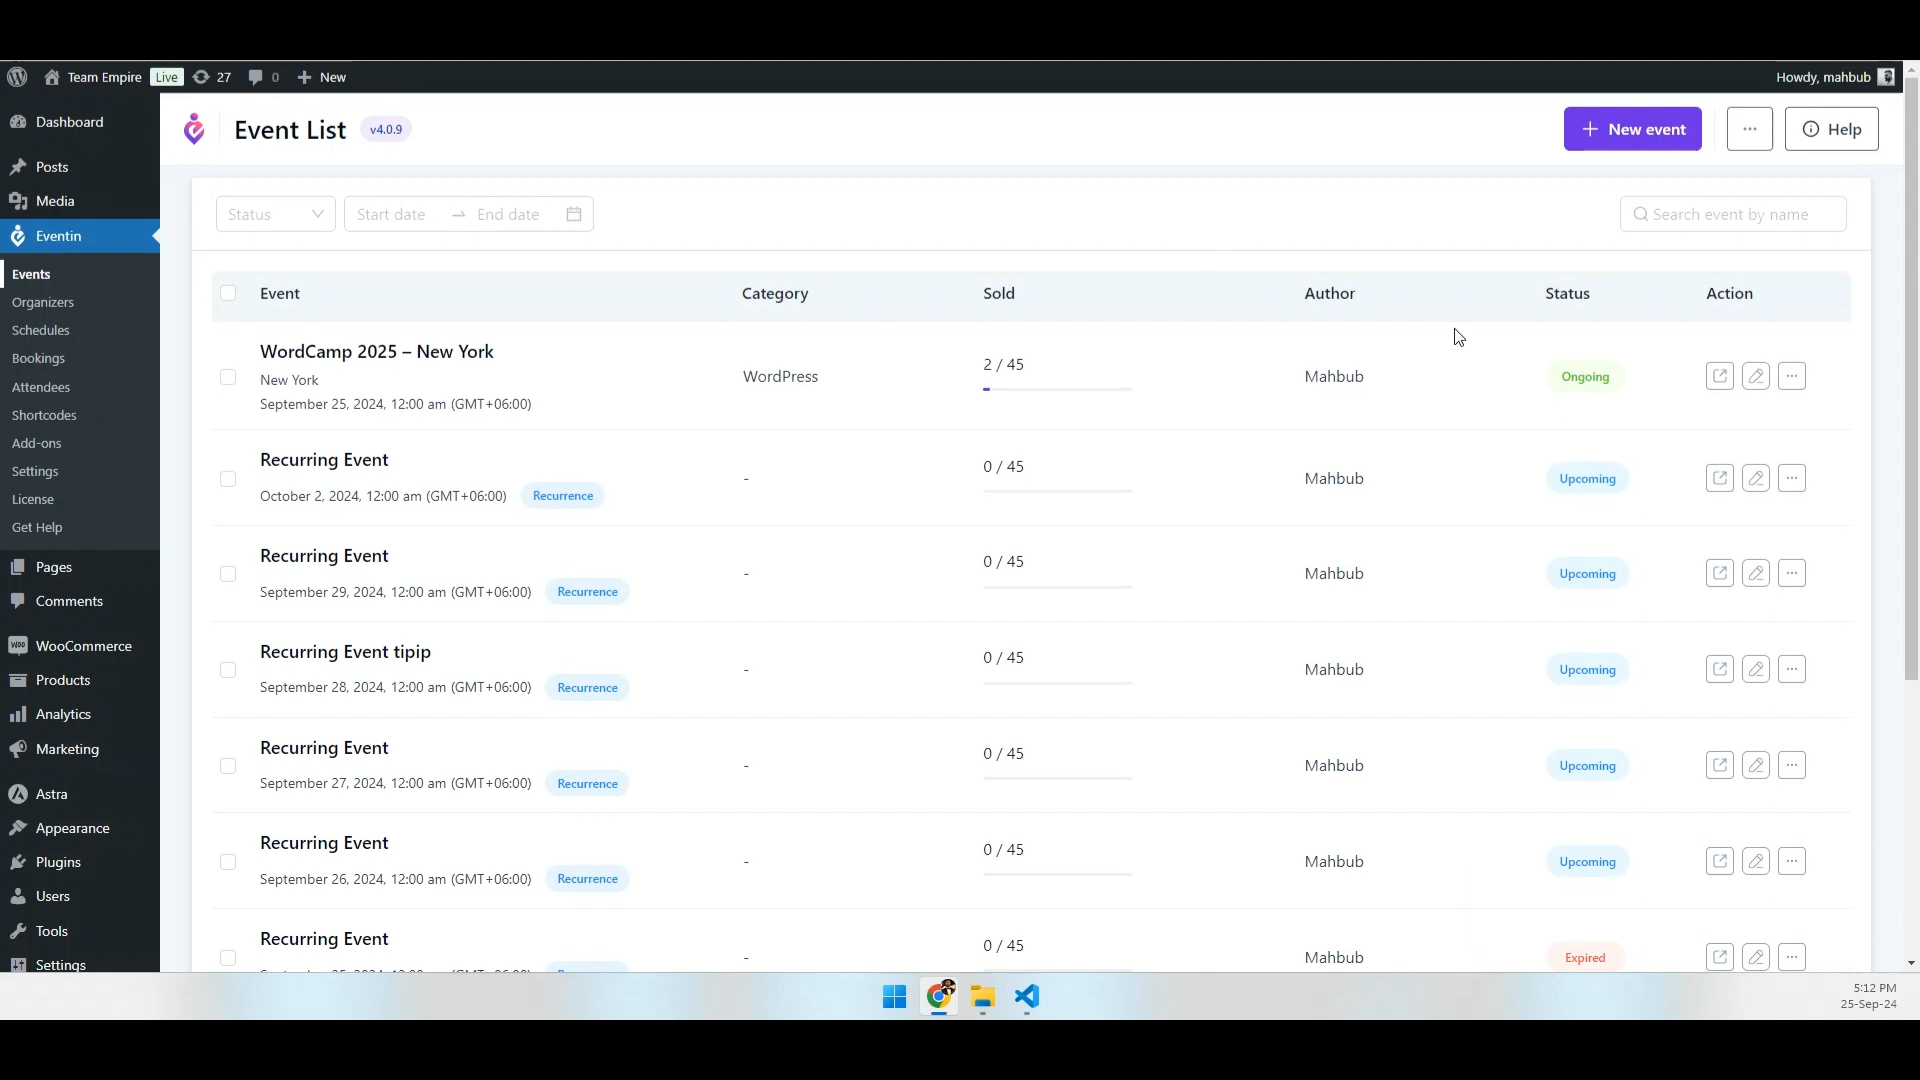 Team Empire Live 27 0 New Howdy, mahbub
Dashboard
Posts
Media
Eventin
Events
Organizers
Schedules
Bookings
Attendees
Shortcodes
Add-ons
Settings
License
Get Help
Pages
Comments
WooCommerce
Products
Analytics
Marketing
Astra
Appearance
Plugins
Users
Tools
Settings
Event List v4.0.9 New event Help
Status Start date End date Search event by name
Event Category Sold Author Status Action
WordCamp 2025 – New York
New York
September 25, 2024, 12:00 am (GMT+06:00)
WordPress 2 / 45 Mahbub Ongoing
Recurring Event
October 2, 2024, 12:00 am (GMT+06:00) Recurrence
- 0 / 45 Mahbub Upcoming
Recurring Event
September 29, 2024, 12:00 am (GMT+06:00) Recurrence
- 0 / 45 Mahbub Upcoming
Recurring Event tipip
September 28, 2024, 12:00 am (GMT+06:00) Recurrence
- 0 / 45 Mahbub Upcoming
Recurring Event
September 27, 2024, 12:00 am (GMT+06:00) Recurrence
- 0 / 45 Mahbub Upcoming
Recurring Event
September 26, 2024, 12:00 am (GMT+06:00) Recurrence
- 0 / 45 Mahbub Upcoming
Recurring Event
- 0 / 45 Mahbub Expired
5:12 PM
25-Sep-24